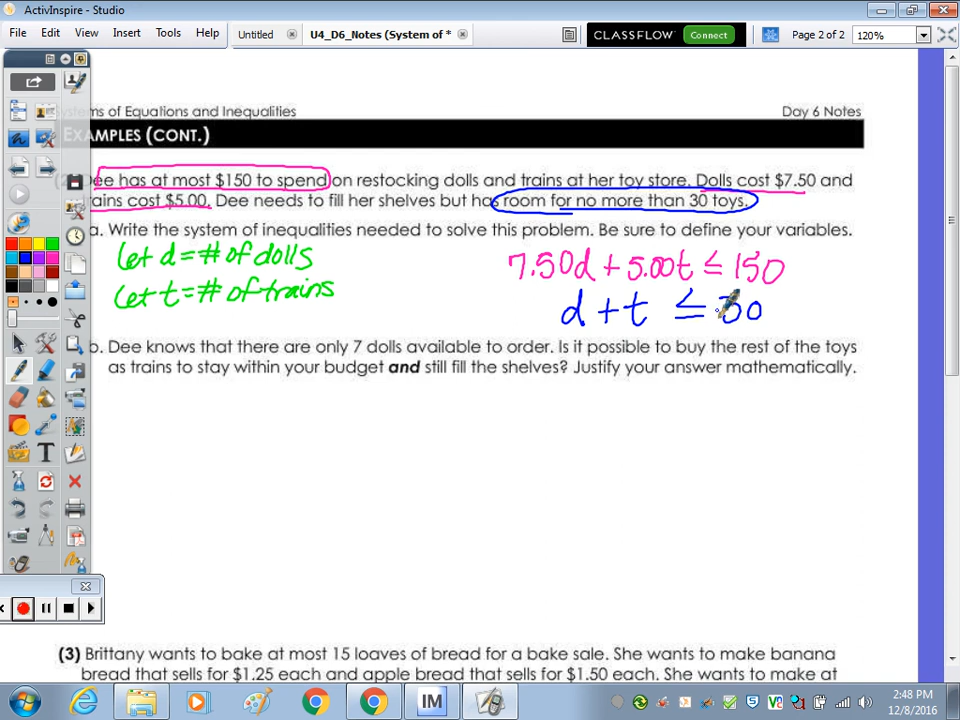 ActivInspire - Studio
File Edit View Insert Tools Help Untitled U4_D6_Notes (System of * CLASSFLOW Connect Page 2 of 2 120%
stems of Equations and Inequalities Day 6 Notes
EXAMPLES (CONT.)
Dee has at most $150 to spend on restocking dolls and trains at her toy store. Dolls cost $7.50 and
rains cost $5.00. Dee needs to fill her shelves but has room for no more than 30 toys.
a. Write the system of inequalities needed to solve this problem. Be sure to define your variables.
Let d = # of dolls 7.50d + 5.00t ≤ 150
Let t = # of trains d + t ≤ 30
b. Dee knows that there are only 7 dolls available to order. Is it possible to buy the rest of the toys
as trains to stay within your budget and still fill the shelves? Justify your answer mathematically.
(3) Brittany wants to bake at most 15 loaves of bread for a bake sale. She wants to make banana
bread that sells for $1.25 each and apple bread that sells for $1.50 each. She wants to make at
IM
2:48 PM
12/8/2016